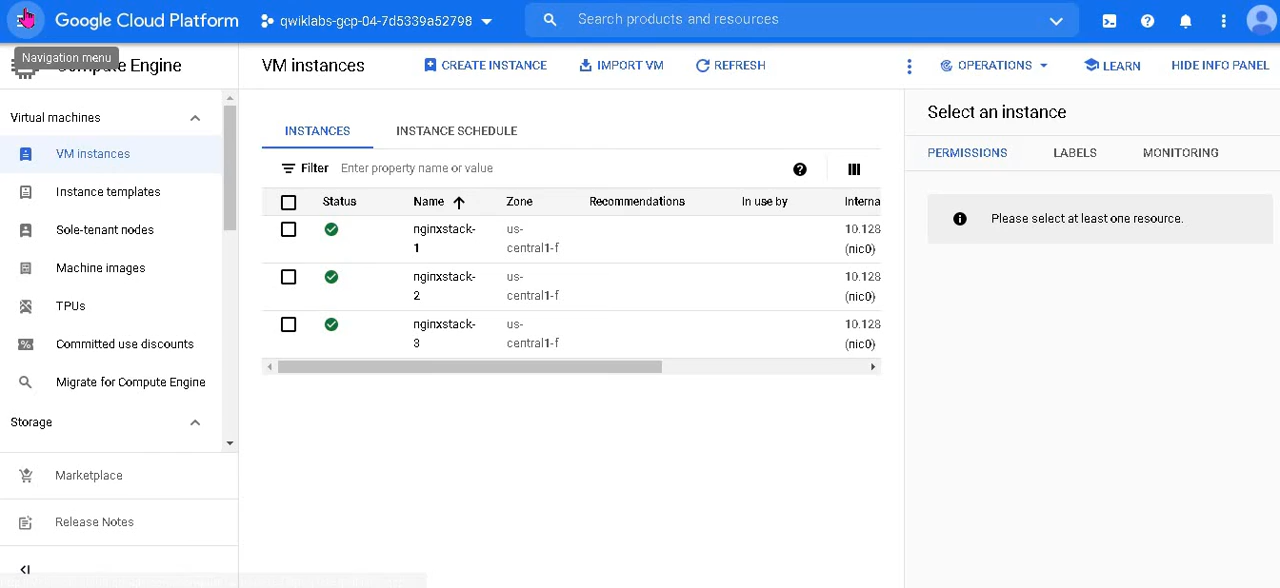 Google Cloud Platform
qwiklabs-gcp-04-7d5339a52798
Search products and resources
Navigation menu
Compute Engine
VM instances
CREATE INSTANCE
IMPORT VM
REFRESH
OPERATIONS
LEARN
HIDE INFO PANEL
Virtual machines
VM instances
Instance templates
Sole-tenant nodes
Machine images
TPUs
Committed use discounts
Migrate for Compute Engine
Storage
Marketplace
Release Notes
INSTANCES
INSTANCE SCHEDULE
Filter Enter property name or value
Status Name Zone Recommendations In use by Interna
nginxstack- us- 10.128
1 central1-f (nic0)
nginxstack- us- 10.128
2 central1-f (nic0)
nginxstack- us- 10.128
3 central1-f (nic0)
Select an instance
PERMISSIONS
LABELS
MONITORING
Please select at least one resource.